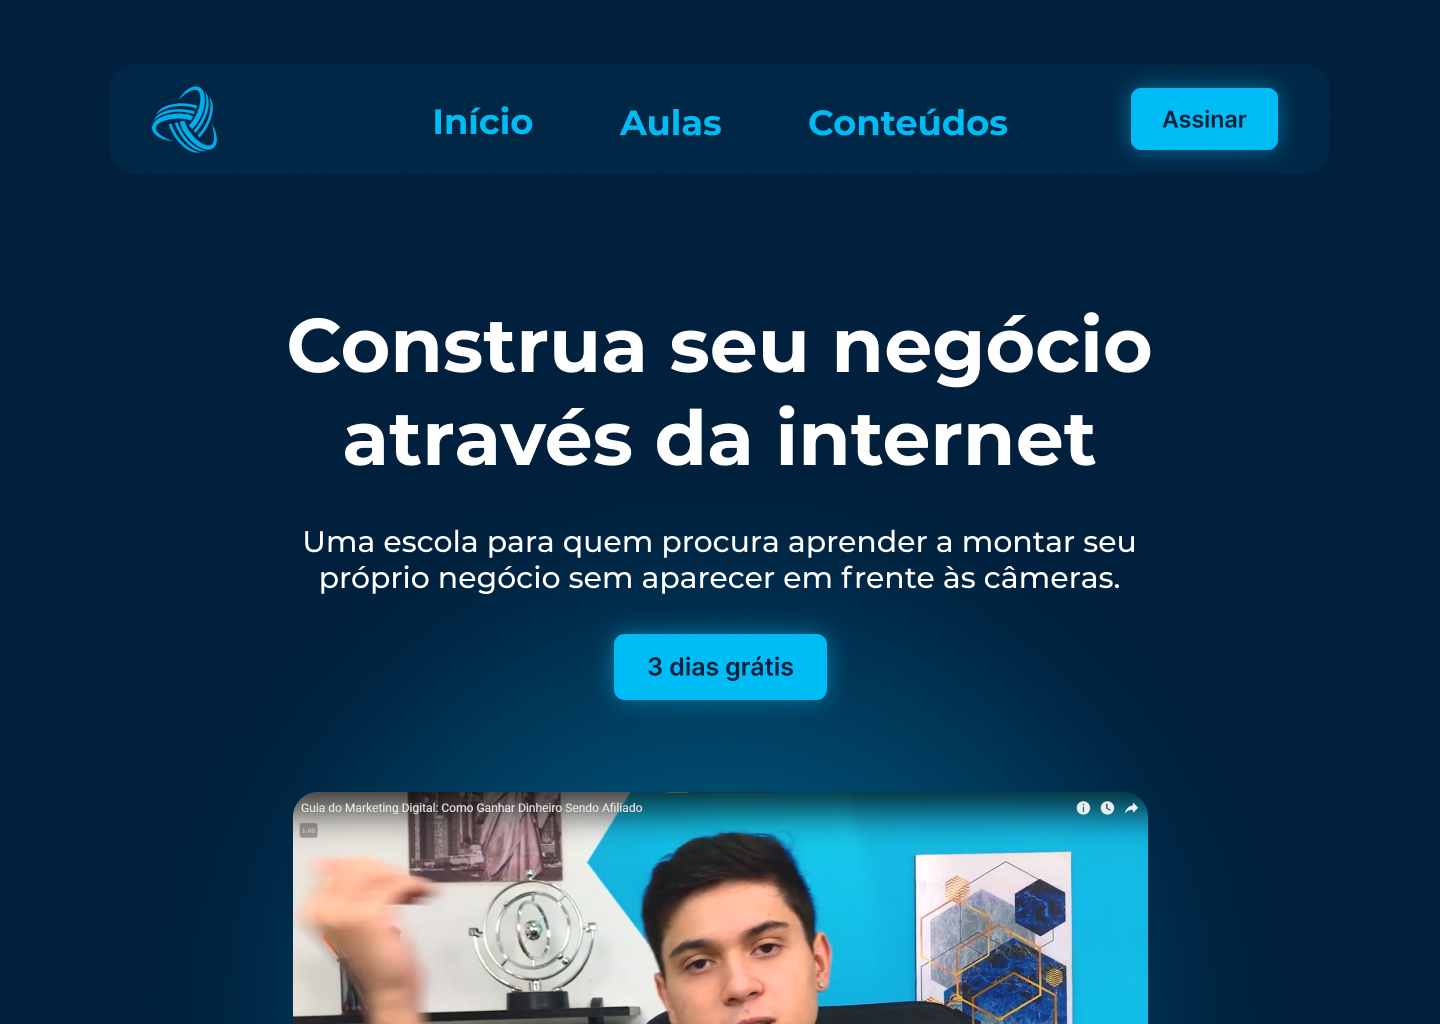 Início
Aulas
Conteúdos
Assinar
Construa seu negócio
através da internet
Uma escola para quem procura aprender a montar seu
próprio negócio sem aparecer em frente às câmeras.
3 dias grátis
Guia do Marketing Digital: Como Ganhar Dinheiro Sendo Afiliado